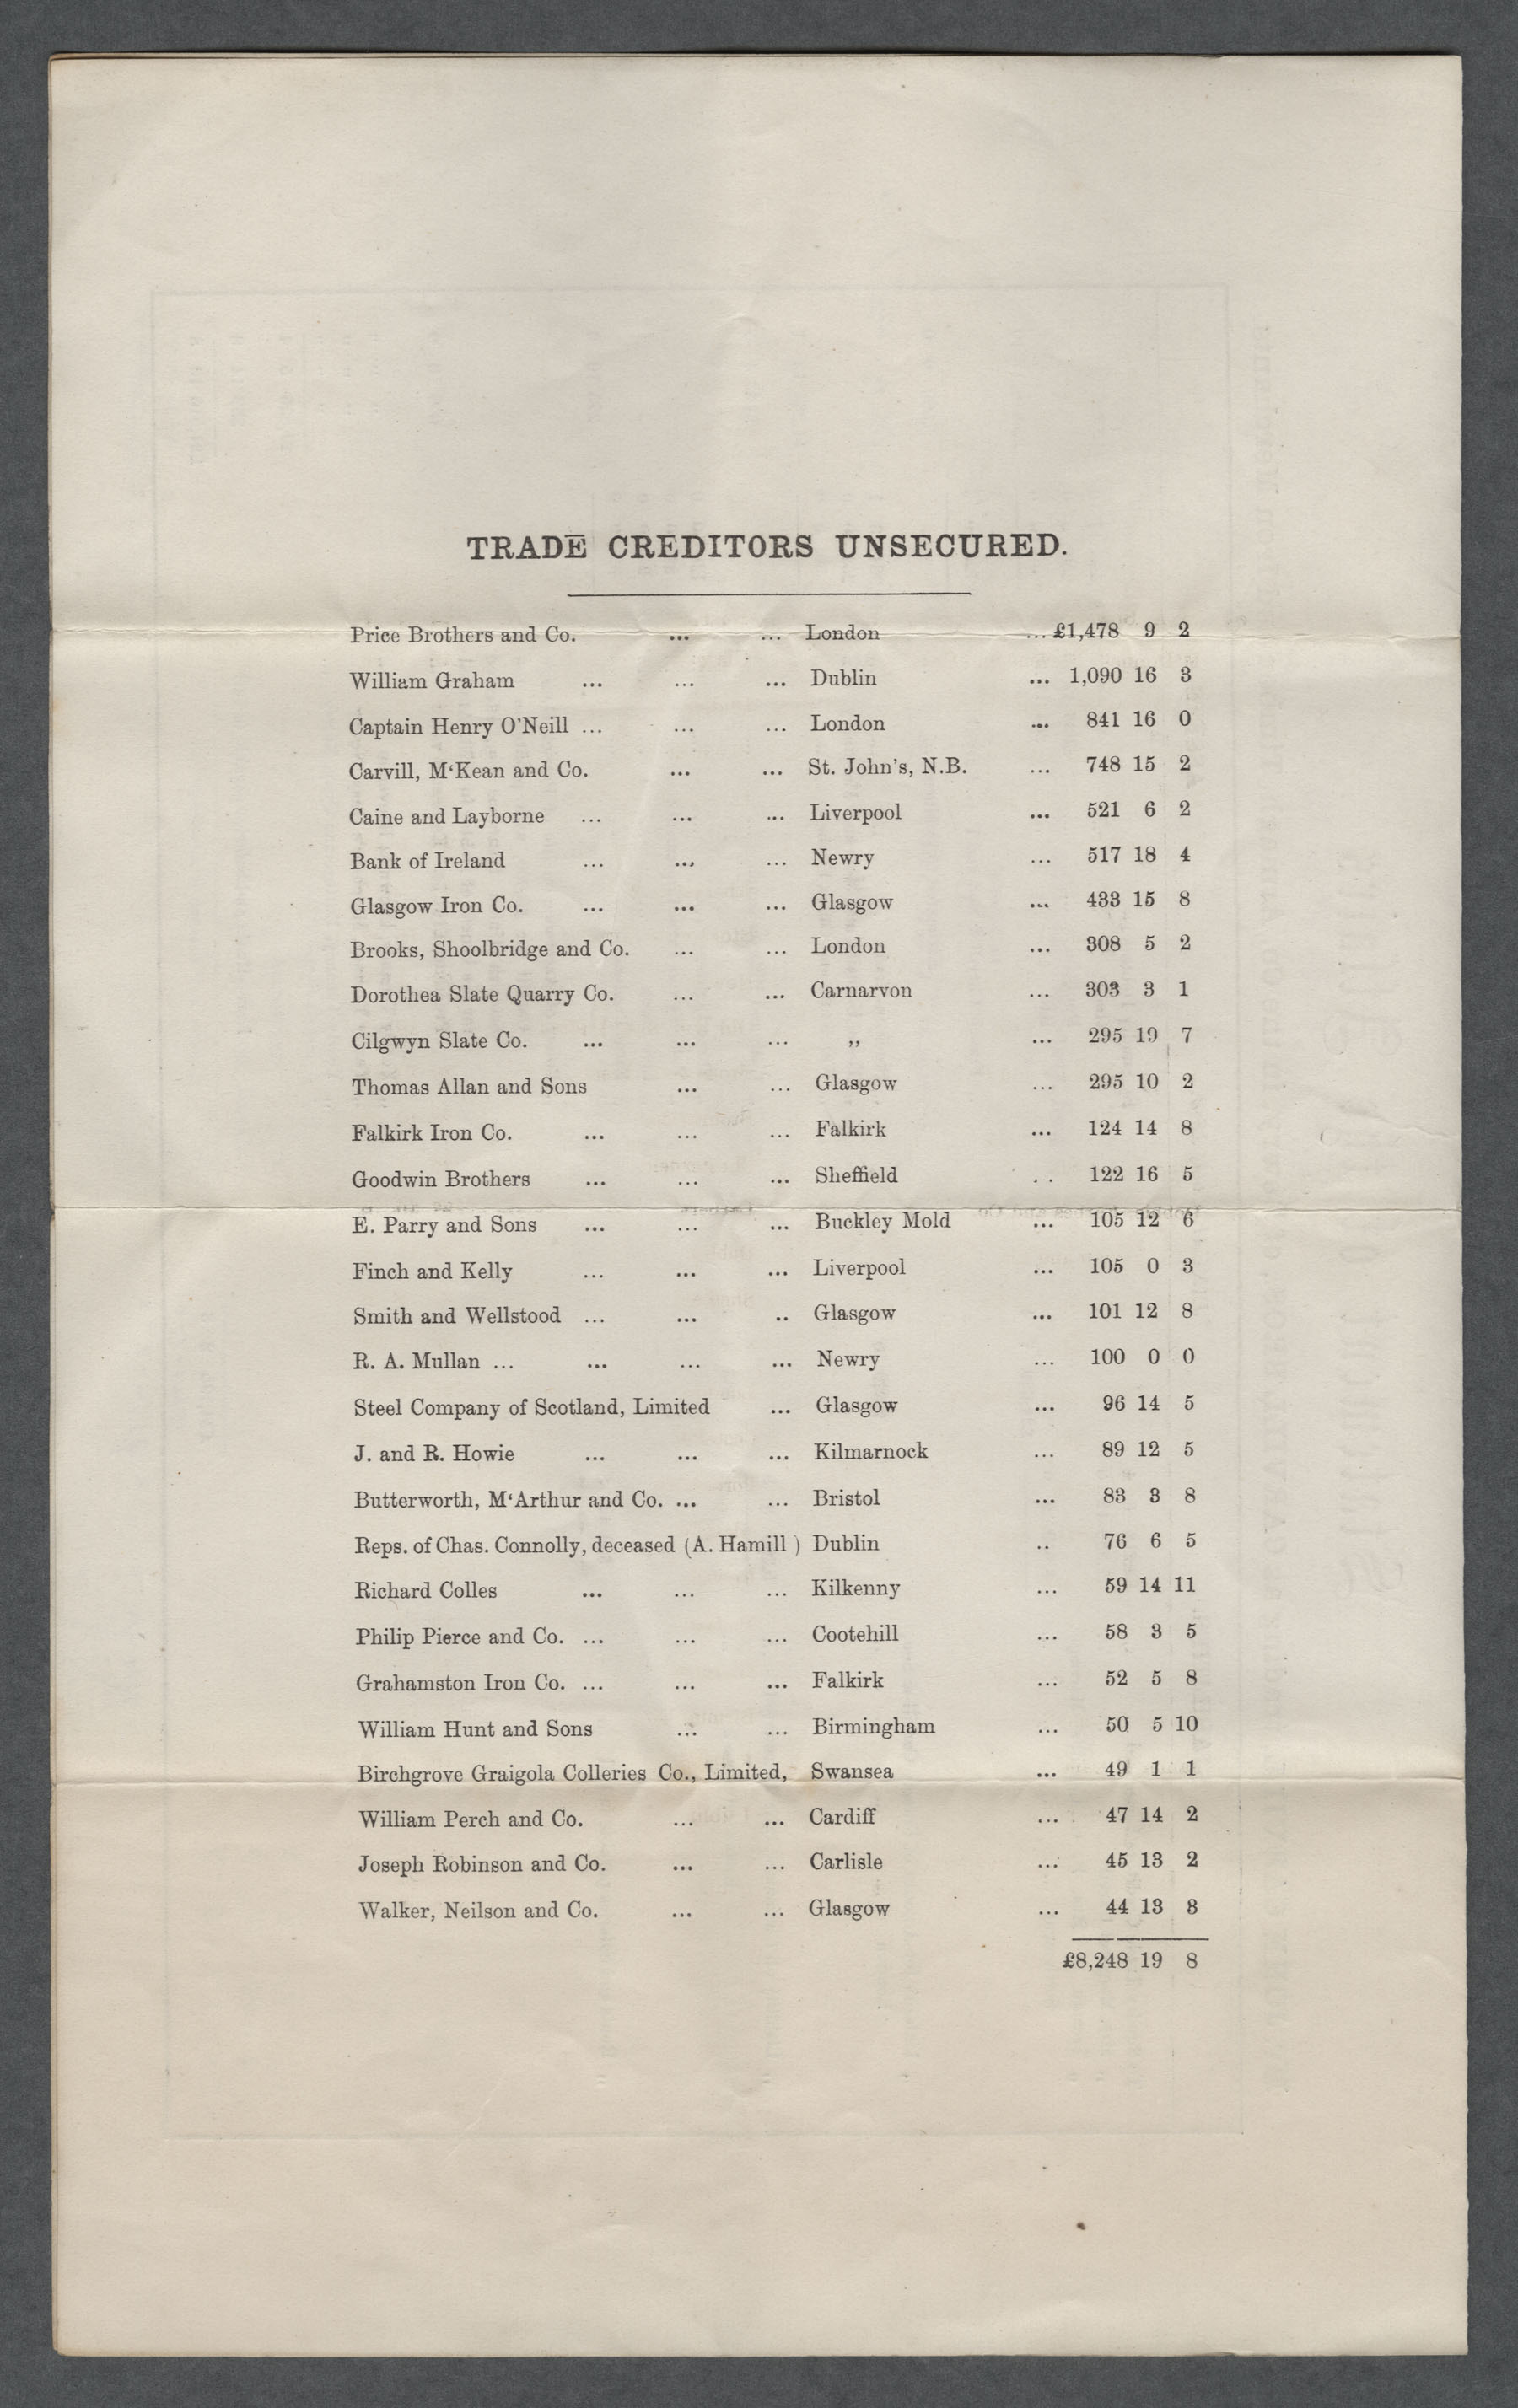 TRADE CREDITORS UNSECURED.
Price Brothers and Co. ... ... London ... £1,478 9 2
William Graham ... ... ... Dublin ... 1,090 16 3
Captain Henry O'Neill ... ... ... London ... 841 16 0
Carvill, M‘Kean and Co. ... ... St. John's, N.B. ... 748 15 2
Caine and Layborne ... ... ... Liverpool ... 521 6 2
Bank of Ireland ... ... ... Newry ... 517 18 4
Glasgow Iron Co. ... ... ... Glasgow ... 433 15 8
Brooks, Shoolbridge and Co. ... ... London ... 308 5 2
Dorothea Slate Quarry Co. ... ... Carnarvon ... 303 3 1
Cilgwyn Slate Co. ... ... ... ,, ... 295 19 7
Thomas Allan and Sons ... ... Glasgow ... 295 10 2
Falkirk Iron Co. ... ... ... Falkirk ... 124 14 8
Goodwin Brothers ... ... ... Sheffield . . 122 16 5
E. Parry and Sons ... ... ... Buckley Mold ... 105 12 6
Finch and Kelly ... ... ... Liverpool ... 105 0 3
Smith and Wellstood ... ... .. Glasgow ... 101 12 8
R. A. Mullan ... ... ... ... Newry ... 100 0 0
Steel Company of Scotland, Limited ... Glasgow ... 96 14 5
J. and R. Howie ... ... ... Kilmarnock ... 89 12 5
Butterworth, M‘Arthur and Co. ... ... Bristol ... 83 3 8
Reps. of Chas. Connolly, deceased (A. Hamill ) Dublin .. 76 6 5
Richard Colles ... ... ... Kilkenny ... 59 14 11
Philip Pierce and Co. ... ... ... Cootehill ... 58 3 5
Grahamston Iron Co. ... ... ... Falkirk ... 52 5 8
William Hunt and Sons ... ... Birmingham ... 50 5 10
Birchgrove Graigola Colleries Co., Limited, Swansea ... 49 1 1
William Perch and Co. ... ... Cardiff ... 47 14 2
Joseph Robinson and Co. ... ... Carlisle ... 45 13 2
Walker, Neilson and Co. ... ... Glasgow ... 44 13 3
£8,248 19 8